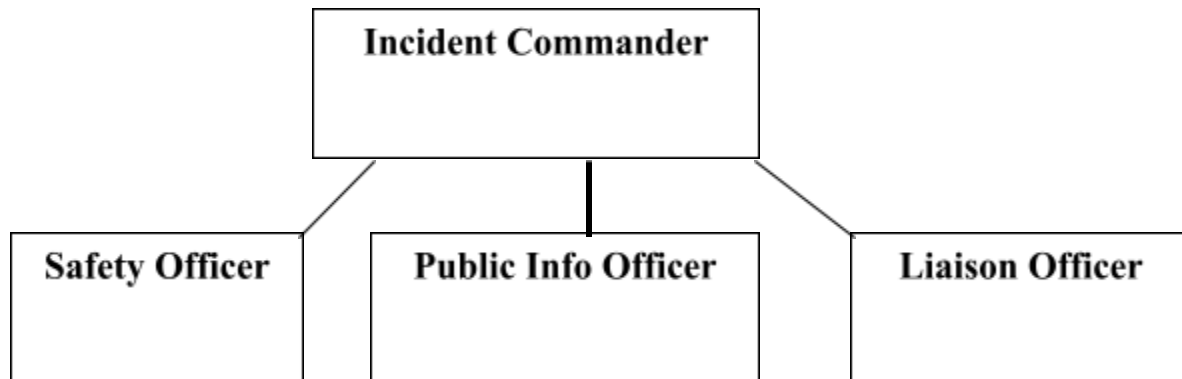 Incident Commander
Safety Officer
Public Info Officer
Liaison Officer